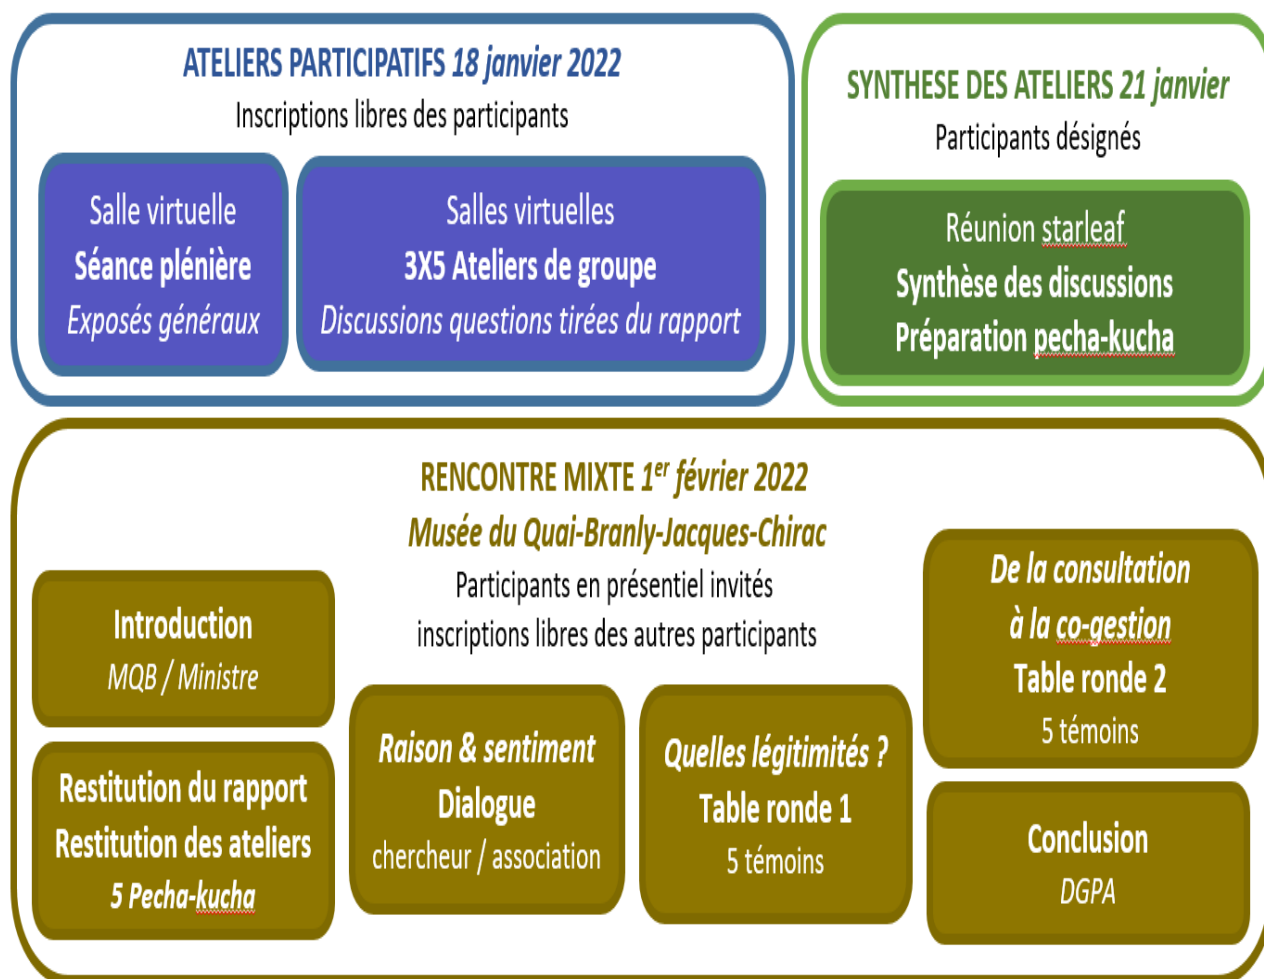 ATELIERS PARTICIPATIFS 18 janvier 2022
Inscriptions libres des participants
Salle virtuelle
Séance plénière
Exposés généraux
Salles virtuelles
3X5 Ateliers de groupe
Discussions questions tirées du rapport
SYNTHESE DES ATELIERS 21 janvier
Participants désignés
Réunion starleaf
Synthèse des discussions
Préparation pecha-kucha
RENCONTRE MIXTE 1er février 2022
Musée du Quai-Branly-Jacques-Chirac
Participants en présentiel invités
inscriptions libres des autres participants
Introduction
MQB / Ministre
Restitution du rapport
Restitution des ateliers
5 Pecha-kucha
Raison & sentiment
Dialogue
chercheur / association
Quelles légitimités ?
Table ronde 1
5 témoins
De la consultation
à la co-gestion
Table ronde 2
5 témoins
Conclusion
DGPA